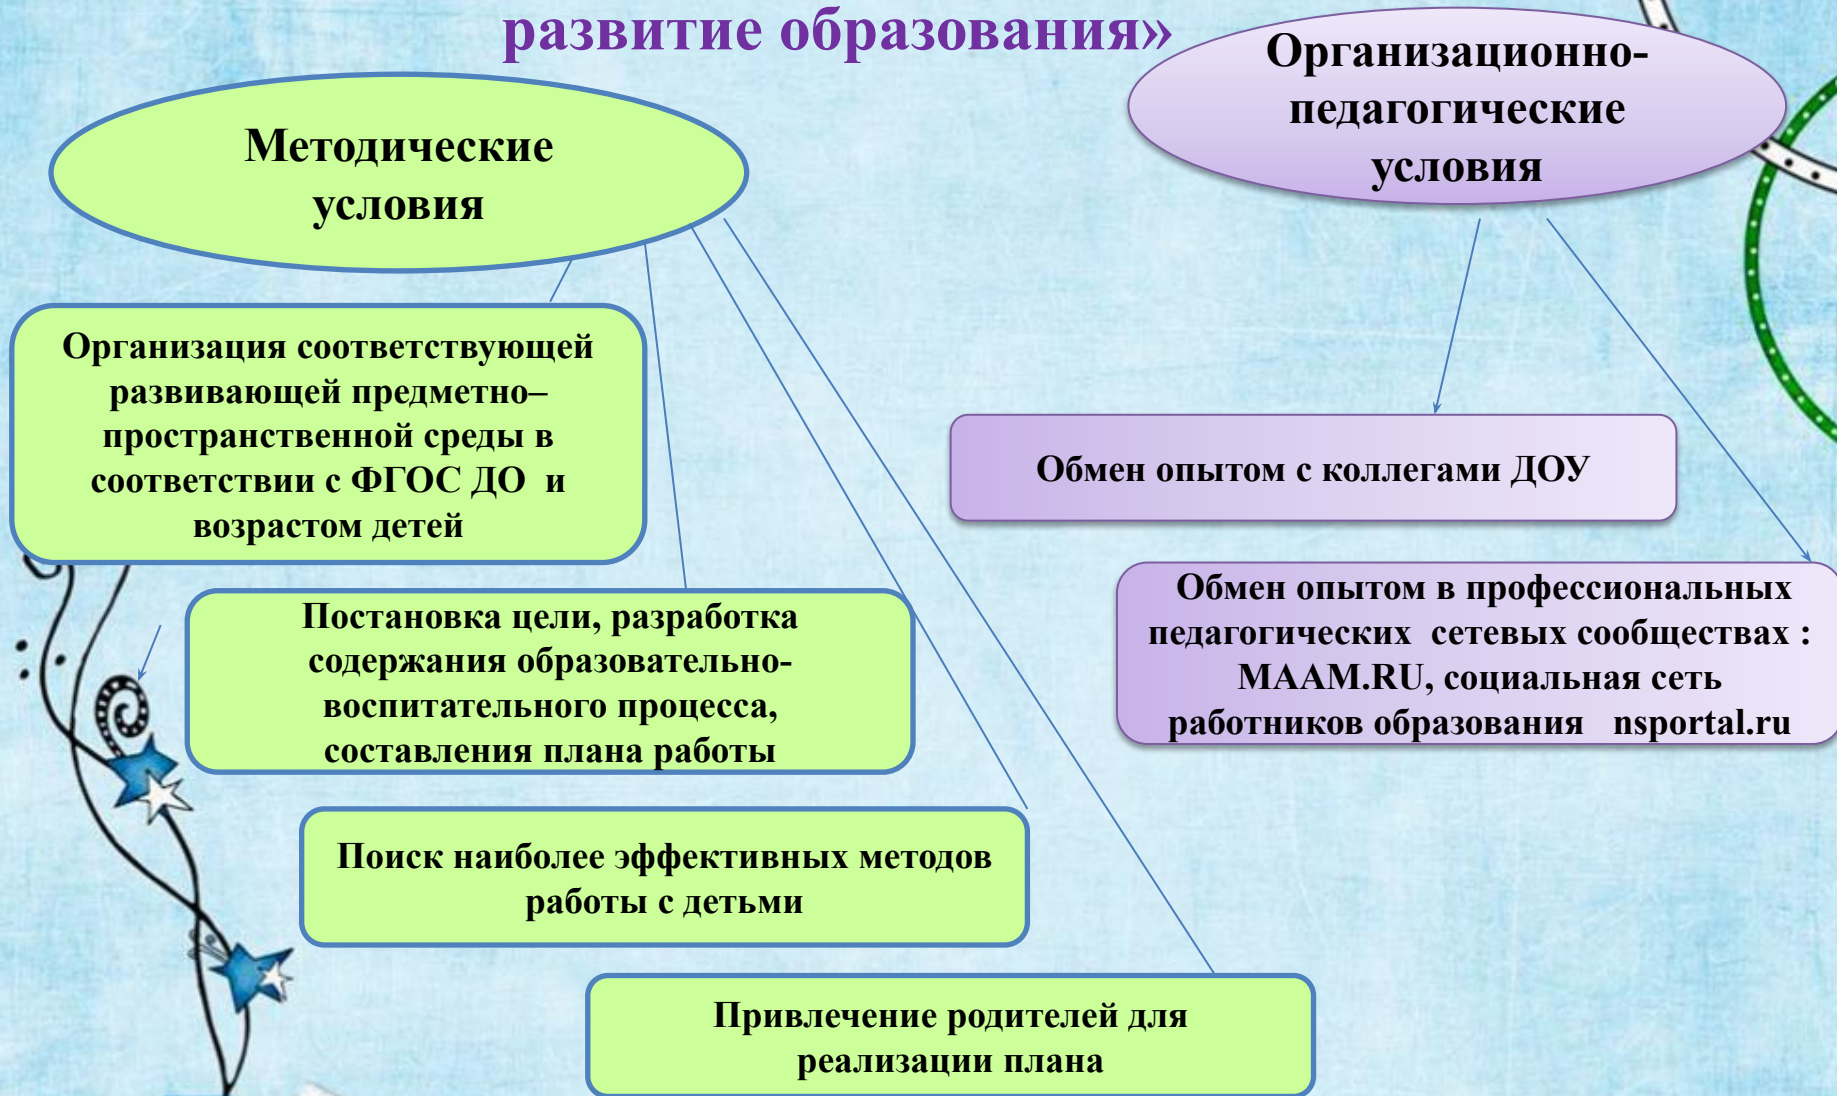 развитие образования»
Методические
условия
Организация соответствующей
развивающей предметно–
пространственной среды в
соответствии с ФГОС ДО и
возрастом детей
Постановка цели, разработка
содержания образовательно-
воспитательного процесса,
составления плана работы
Поиск наиболее эффективных методов
работы с детьми
Привлечение родителей для
реализации плана
Организационно-
педагогические
условия
Обмен опытом с коллегами ДОУ
Обмен опытом в профессиональных
педагогических сетевых сообществах :
MAAM.RU, социальная сеть
работников образования nsportal.ru